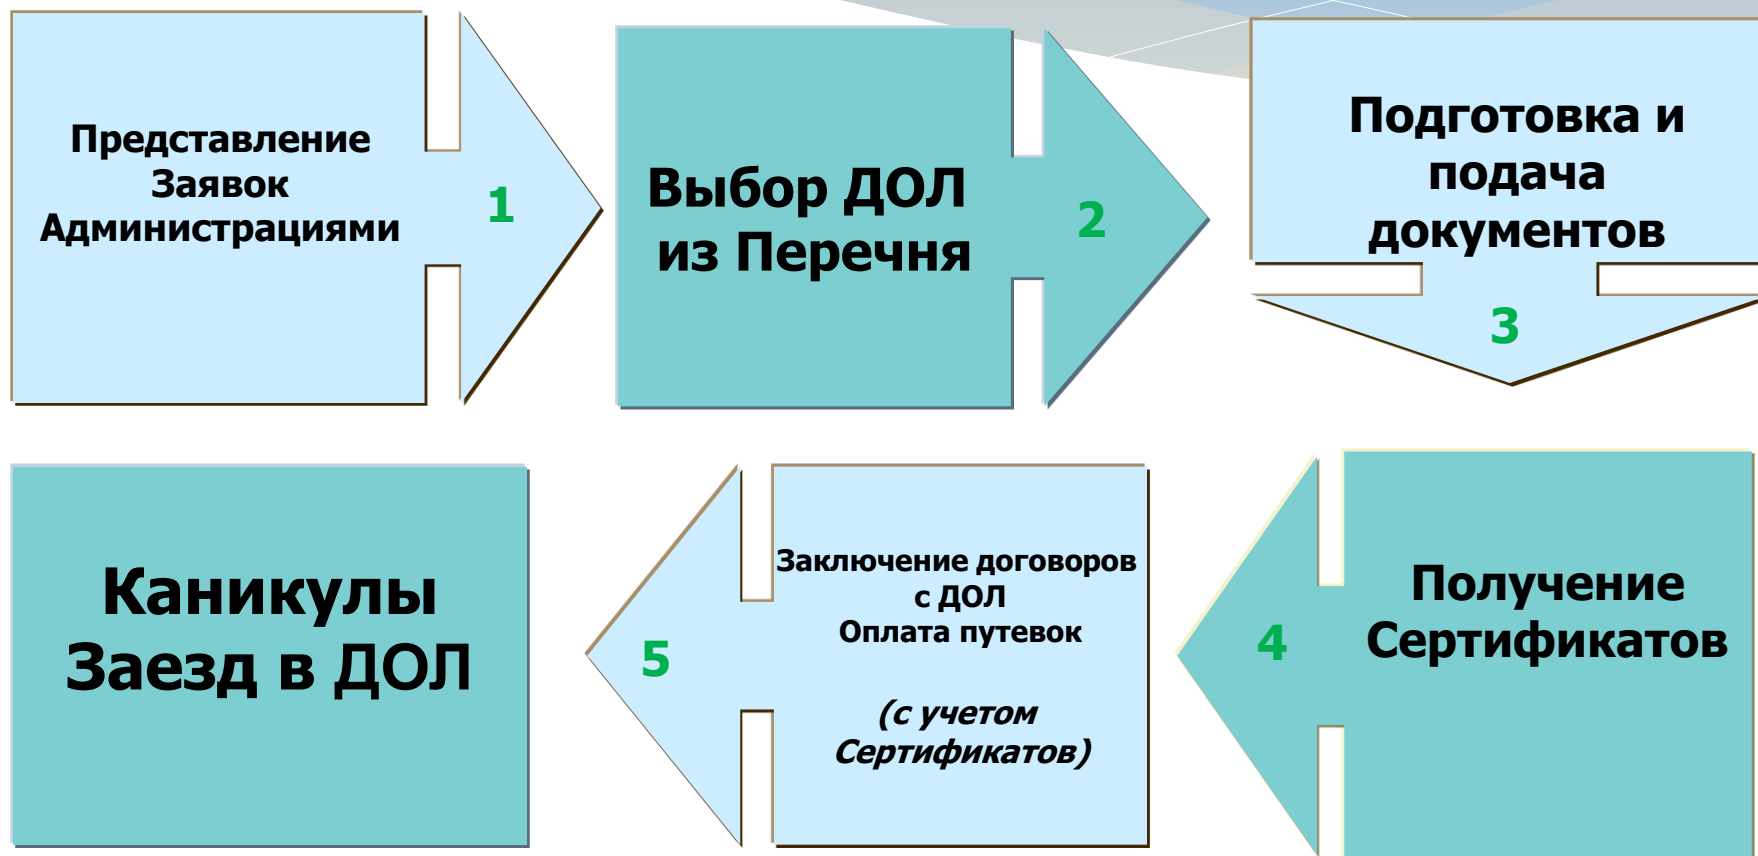 Представление
Заявок
Администрациями
1
Выбор ДОЛ
из Перечня
2
Подготовка и
подача
документов
3
Получение
Сертификатов
4
Заключение договоров
с ДОЛ
Оплата путевок
(с учетом
Сертификатов)
5
Каникулы
Заезд в ДОЛ